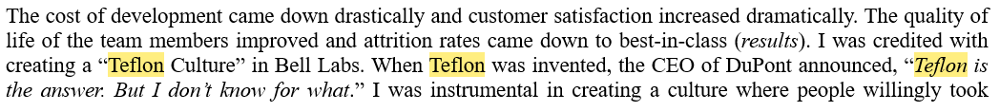 The cost of development came down drastically and customer satisfaction increased dramatically. The quality of
life of the team members improved and attrition rates came down to best-in-class (results). I was credited with
creating a “Teflon Culture” in Bell Labs. When Teflon was invented, the CEO of DuPont announced, “Teflon is
the answer. But I don’t know for what.” I was instrumental in creating a culture where people willingly took